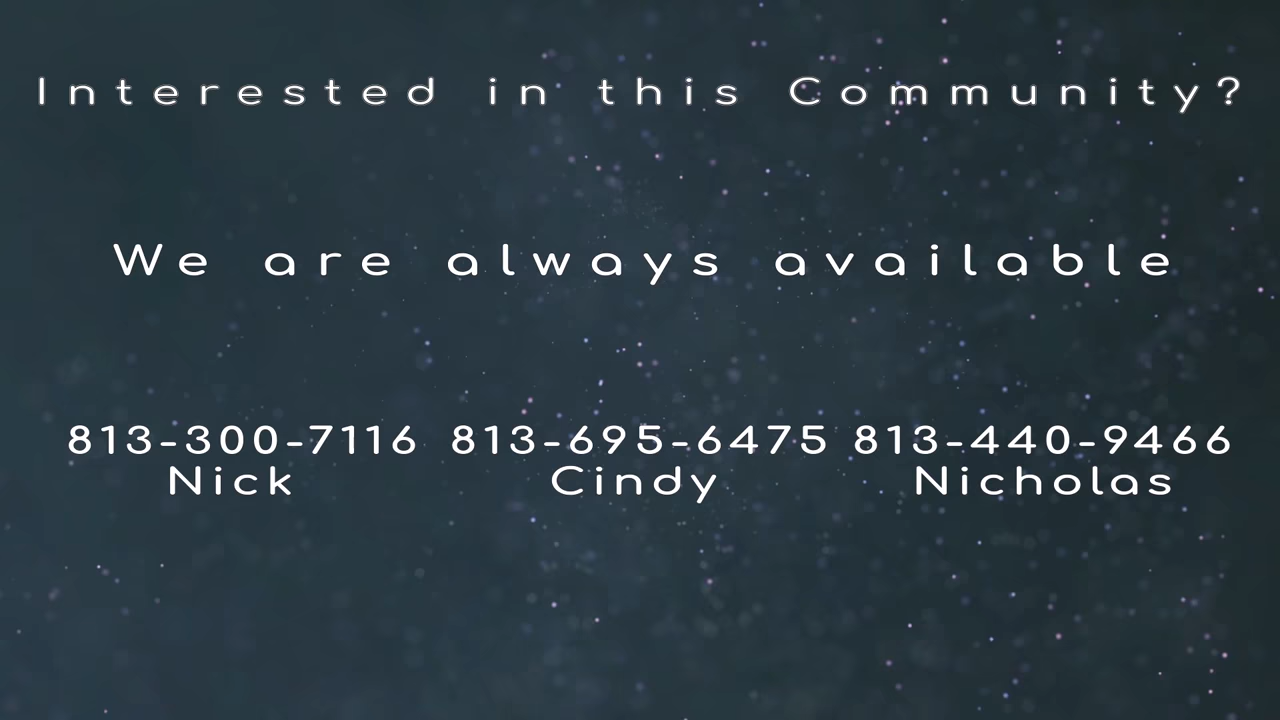 Interested in this Community?
We are always available
813-300-7116 813-695-6475 813-440-9466
Nick Cindy Nicholas